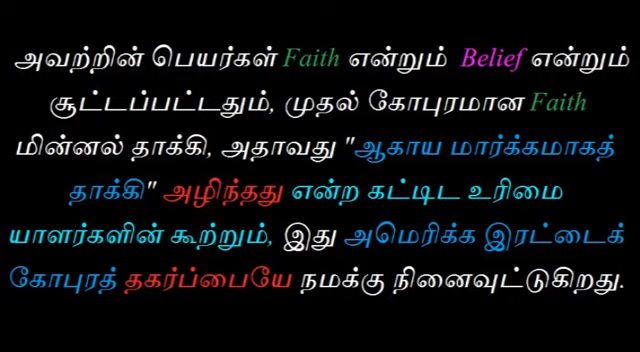 அவற்றின் பெயர்கள் Faith என்றும் Belief என்றும்
சூட்டப்பட்டதும், முதல் கோபுரமான Faith
மின்னல் தாக்கி, அதாவது "ஆகாய மார்க்கமாகத்
தாக்கி" அழிந்தது என்ற கட்டிட உரிமை
யாளர்களின் கூற்றும், இது அமெரிக்க இரட்டைக்
கோபுரத் தகர்ப்பையே நமக்கு நினைவுட்டுகிறது.